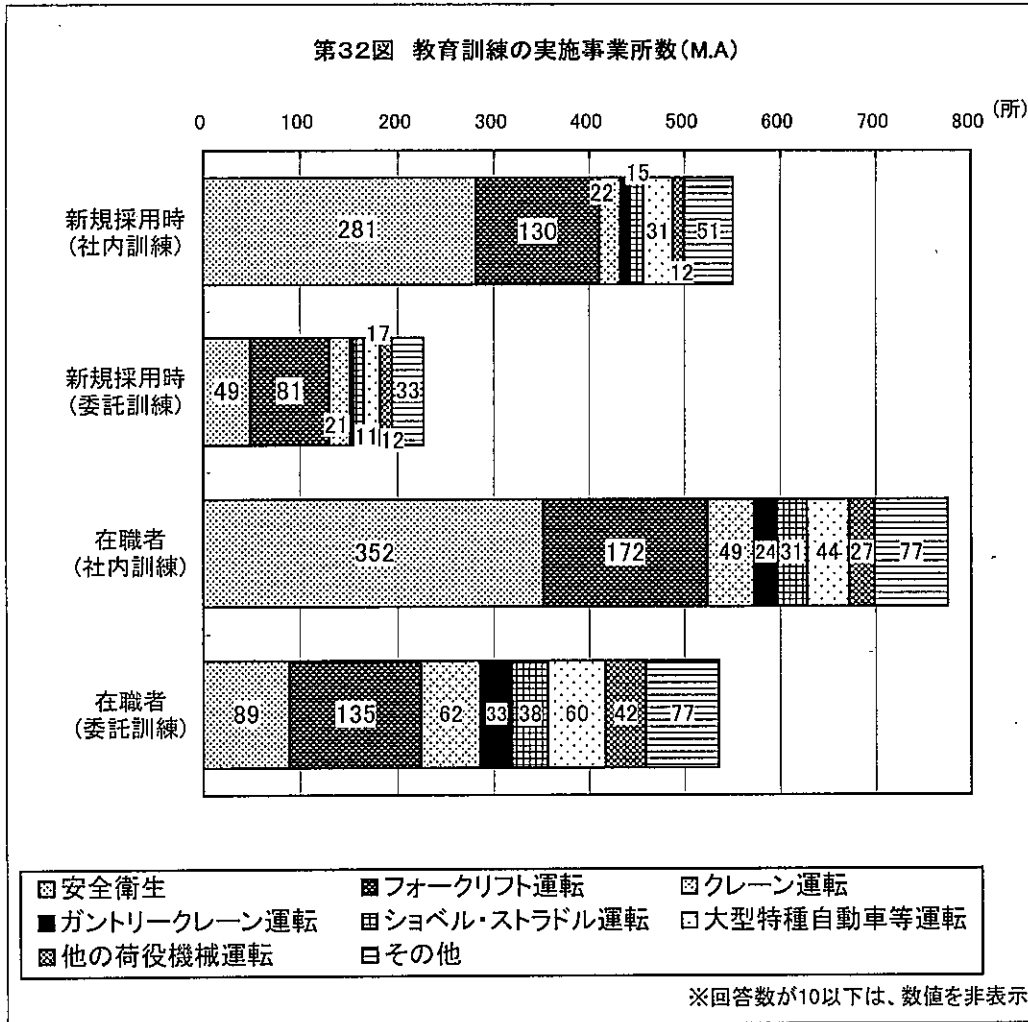 第32図 教育訓練の実施事業所数(M.A)
0 100 200 300 400 500 600 700 800 (所)
新規採用時
(社内訓練)
281 130 22 15 31 12 51
新規採用時
(委託訓練)
49 81 21 11 17 12 33
在職者
(社内訓練)
352 172 49 24 31 44 27 77
在職者
(委託訓練)
89 135 62 33 38 60 42 77
安全衛生 フォークリフト運転 クレーン運転
ガントリークレーン運転 ショベル・ストラドル運転 大型特種自動車等運転
他の荷役機械運転 その他
※回答数が10以下は、数値を非表示